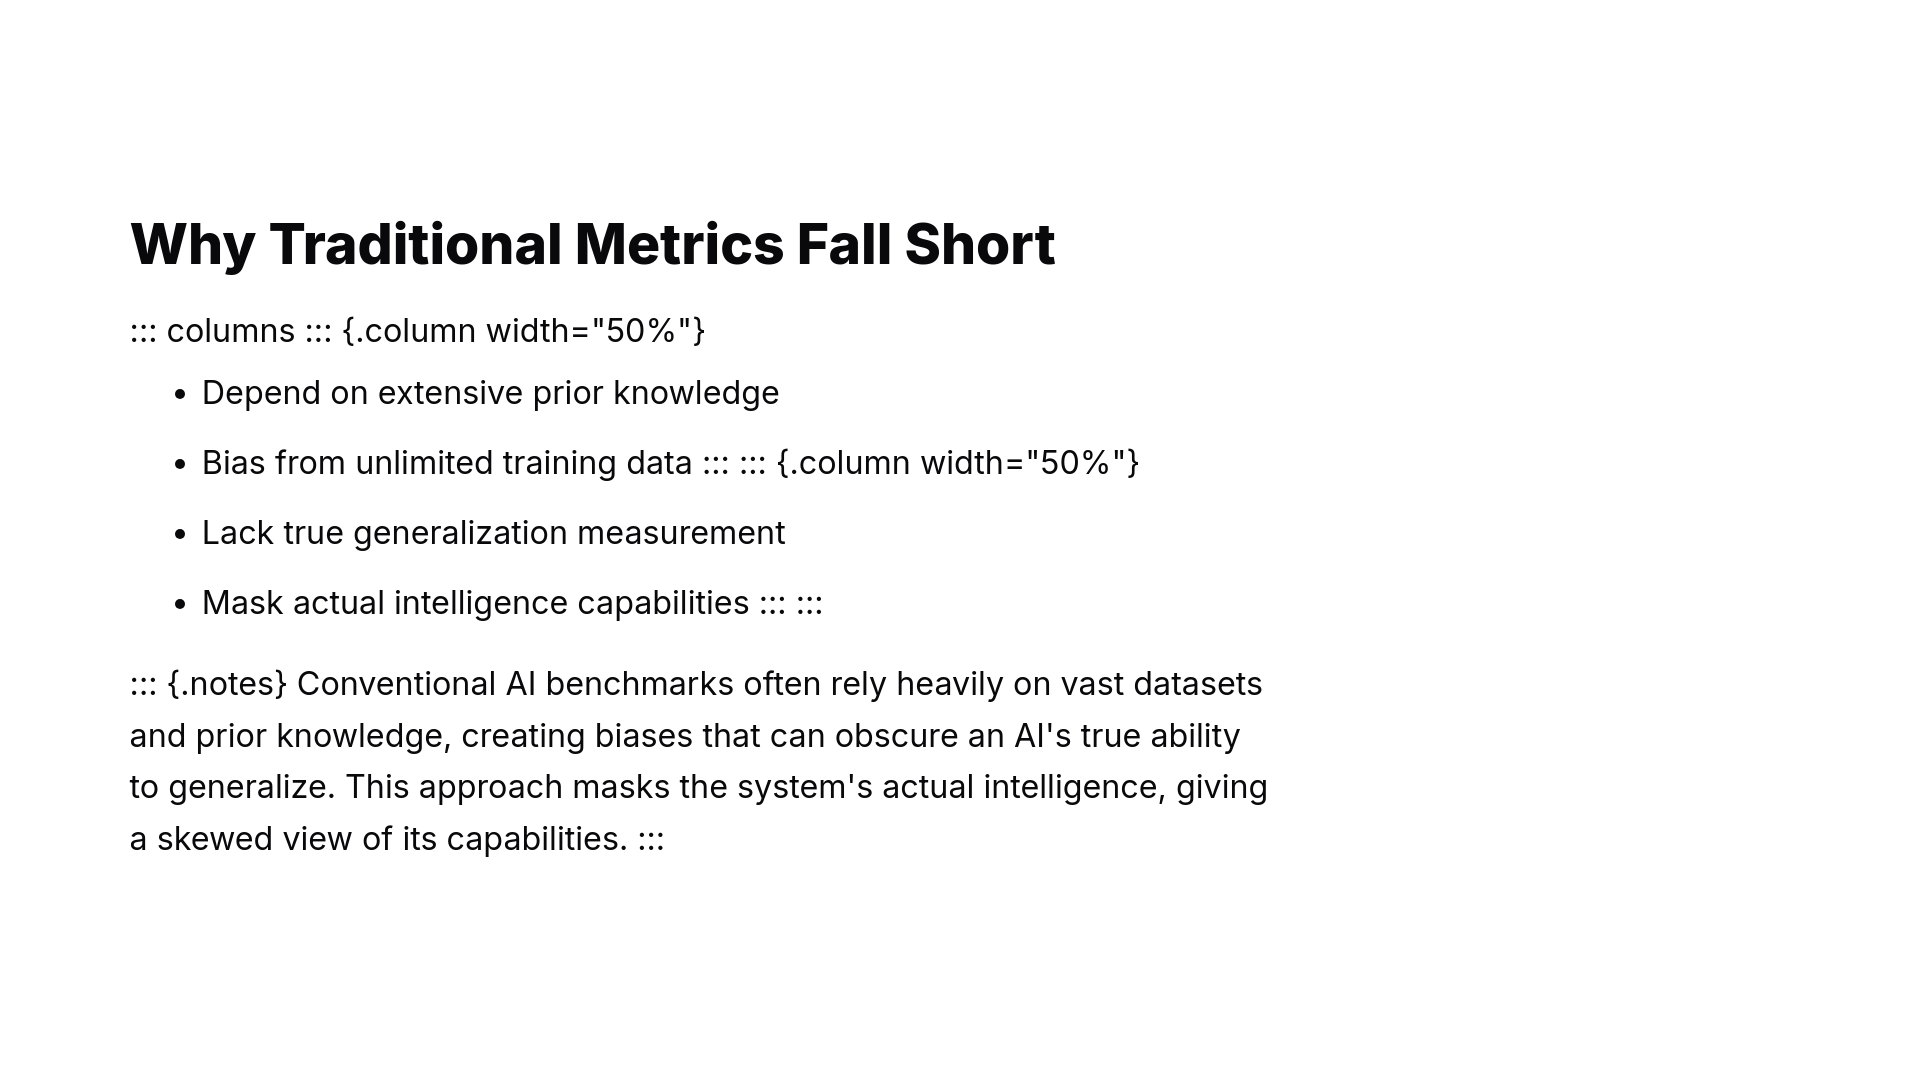 Why Traditional Metrics Fall Short
::: columns ::: {.column width="50%"}
• Depend on extensive prior knowledge
• Bias from unlimited training data ::: ::: {.column width="50%"}
• Lack true generalization measurement
• Mask actual intelligence capabilities ::: :::
::: {.notes} Conventional AI benchmarks often rely heavily on vast datasets
and prior knowledge, creating biases that can obscure an AI's true ability
to generalize. This approach masks the system's actual intelligence, giving
a skewed view of its capabilities. :::